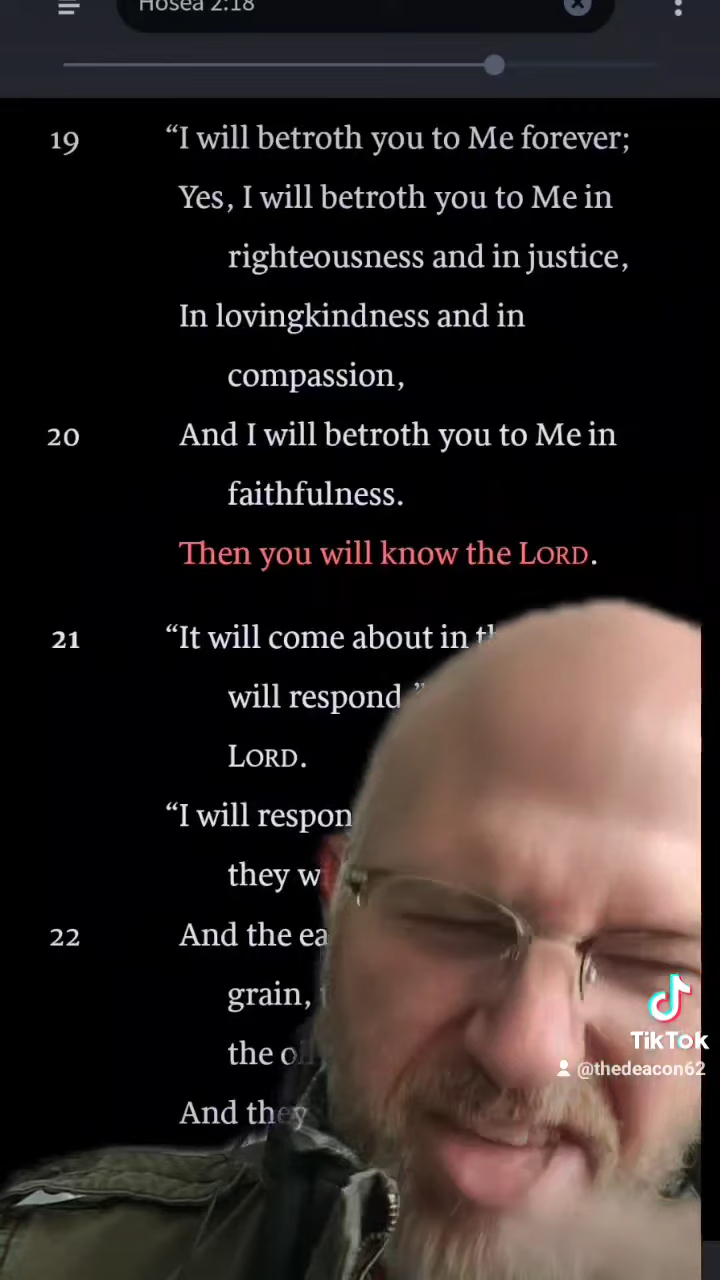 Hosea 2:18
19 “I will betroth you to Me forever;
Yes, I will betroth you to Me in
righteousness and in justice,
In lovingkindness and in
compassion,
20 And I will betroth you to Me in
faithfulness.
Then you will know the LORD.
21 “It will come about in
will respond,”
LORD.
“I will respon
they w
22 And the ea
grain,
the o
And they
TikTok
@thedeacon62